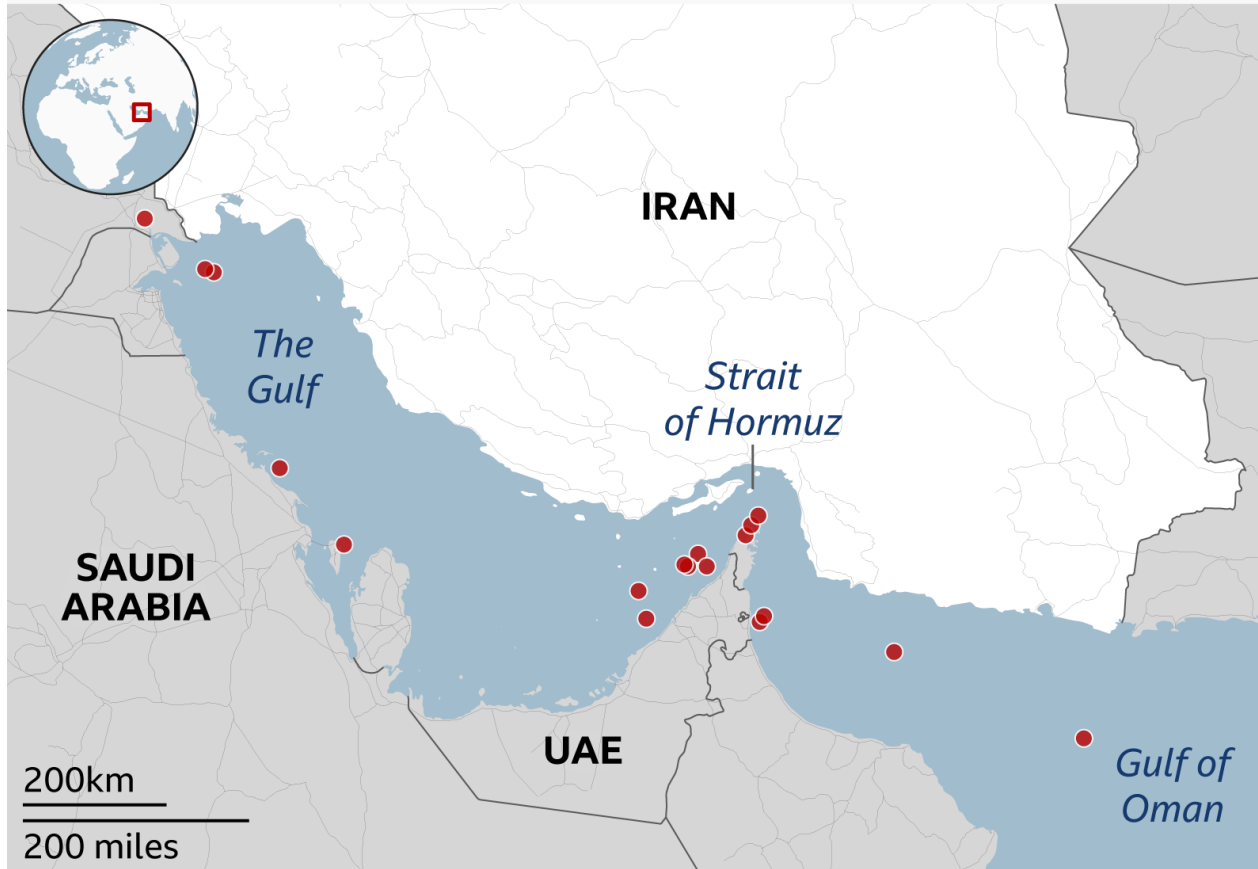 IRAN
The
Gulf
Strait
of Hormuz
SAUDI
ARABIA
UAE
Gulf of
Oman
200km
200 miles